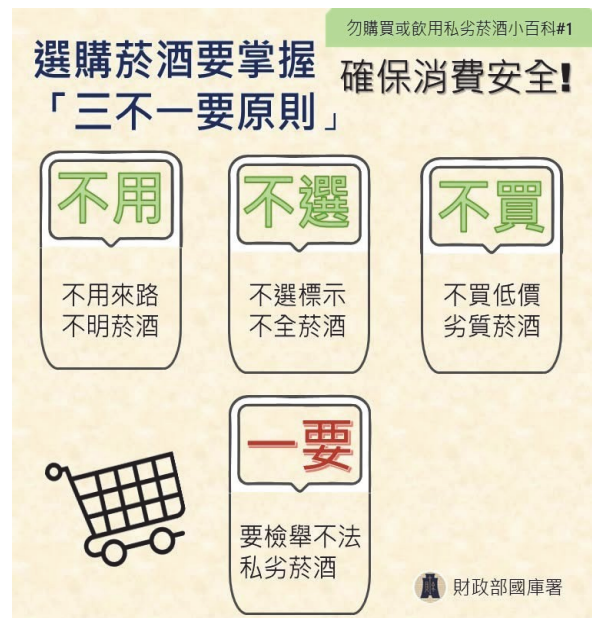 勿購買或飲用私劣菸酒小百科#1
選購菸酒要掌握
「三不一要原則」
確保消費安全!
不用
不用來路
不明菸酒
不選
不選標示
不全菸酒
不買
不買低價
劣質菸酒
一要
要檢舉不法
私劣菸酒
財政部國庫署